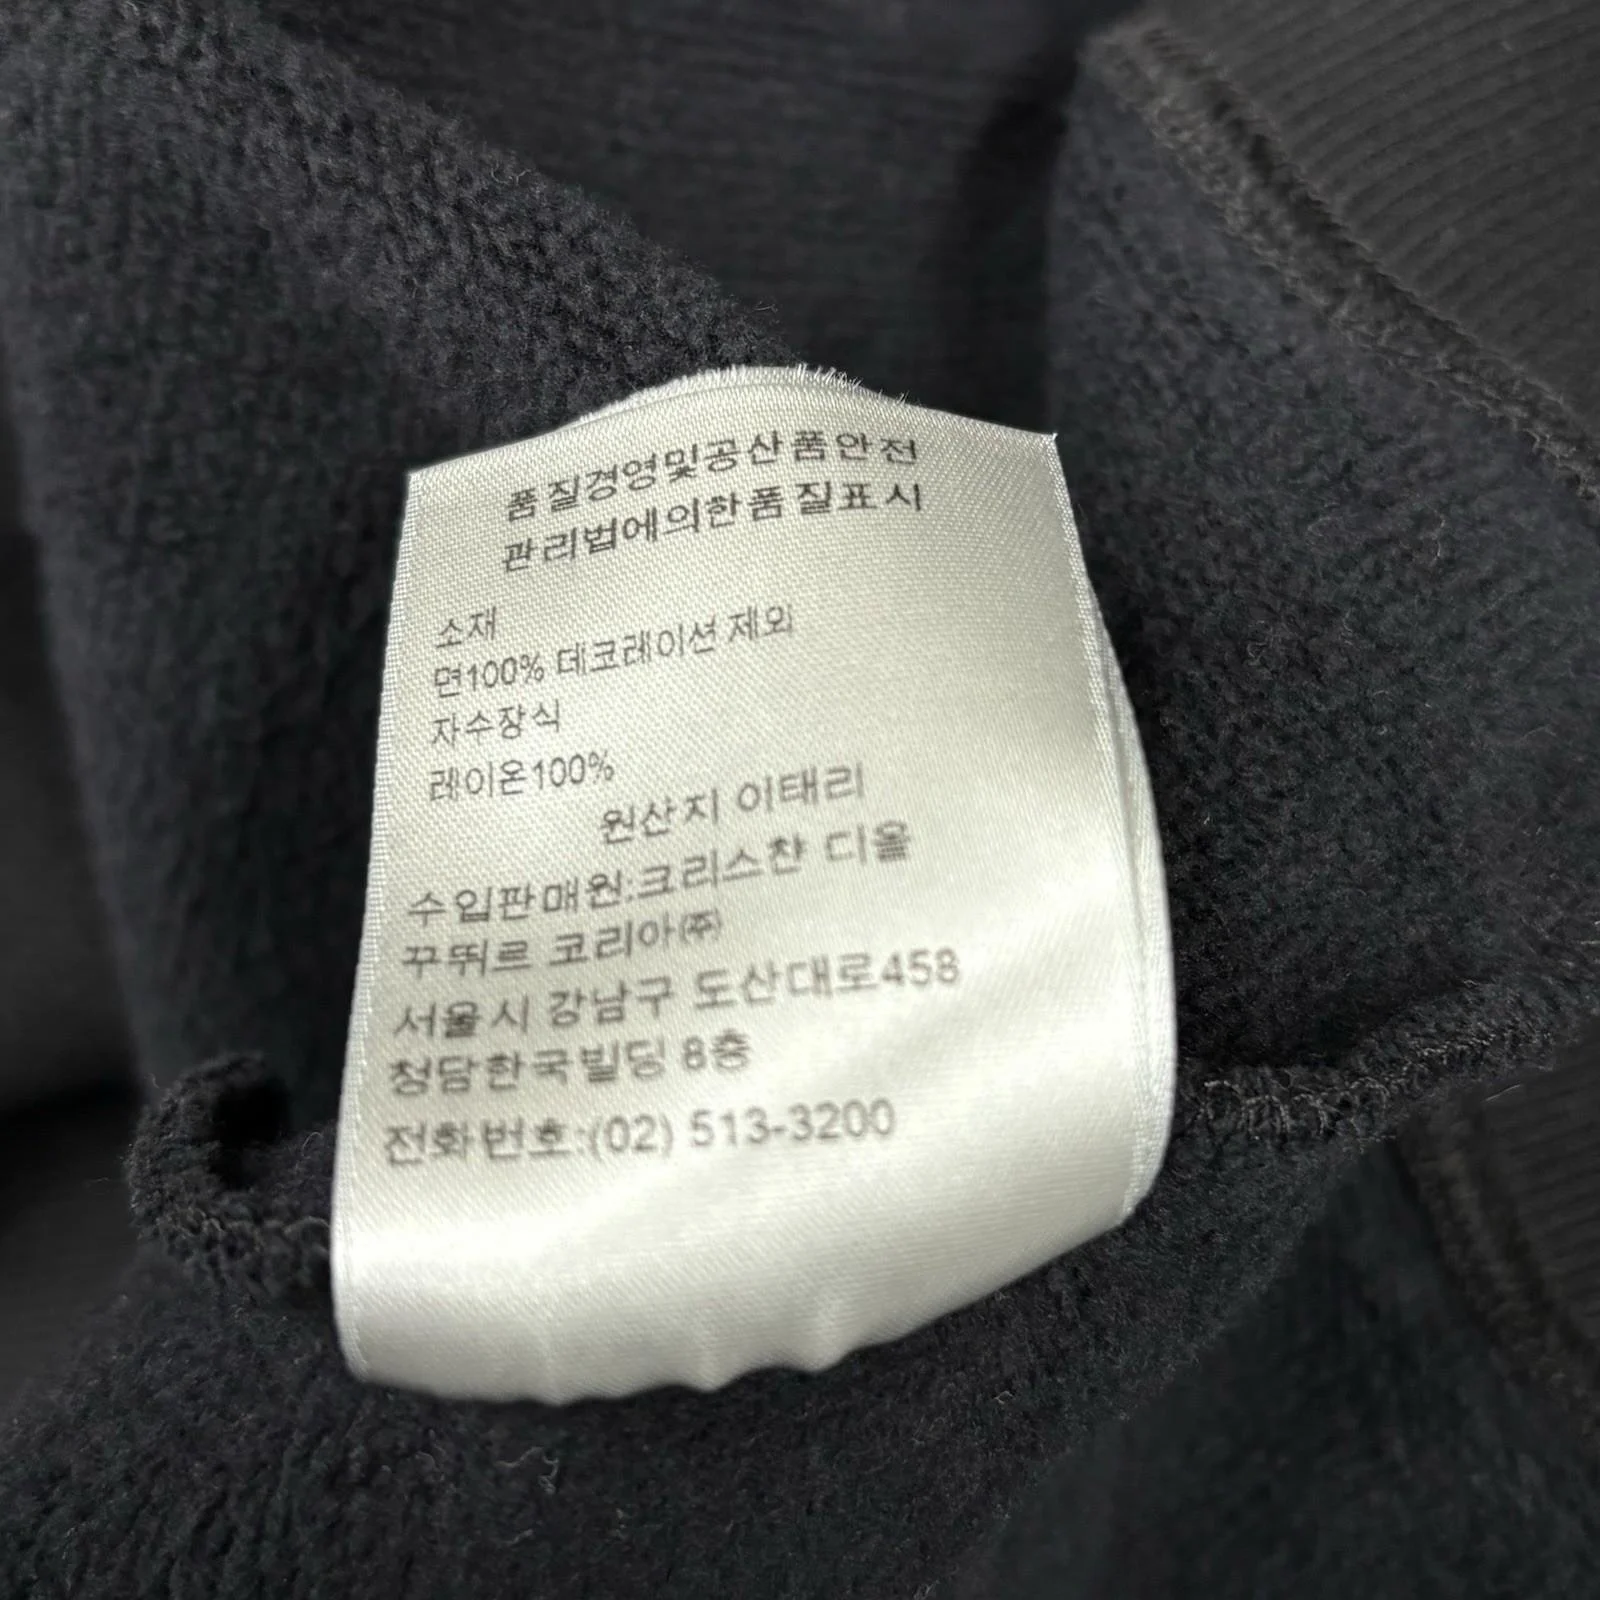 품질경영및공산품안전
관리법에의한품질표시
소재
면100% 데코레이션 제외
자수장식
레이온100%
원산지 이태리
수입판매원:크리스챤 디올
꾸뛰르 코리아㈜
서울시 강남구 도산대로458
청담한국빌딩 8층
전화번호:(02) 513-3200